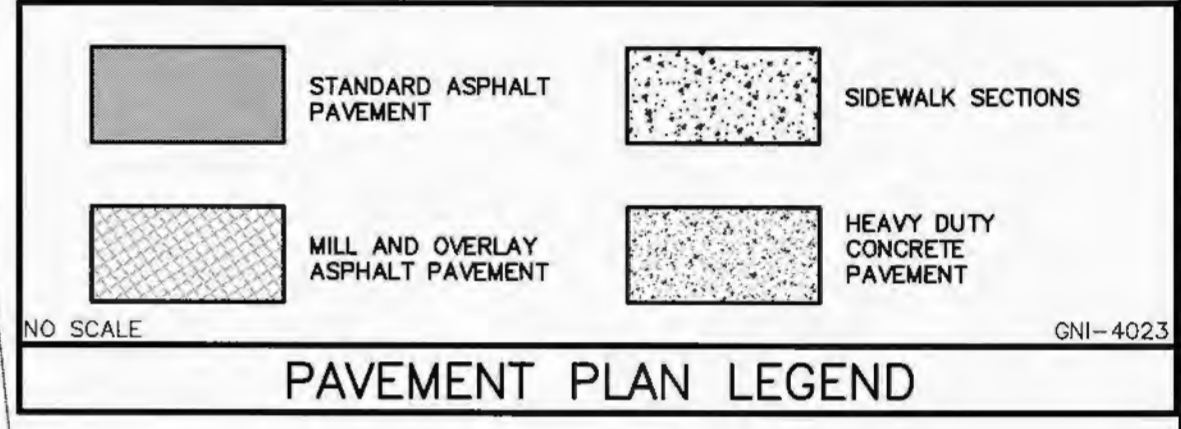 STANDARD ASPHALT
PAVEMENT
SIDEWALK SECTIONS
MILL AND OVERLAY
ASPHALT PAVEMENT
HEAVY DUTY
CONCRETE
PAVEMENT
NO SCALE
GNI-4023
PAVEMENT PLAN LEGEND